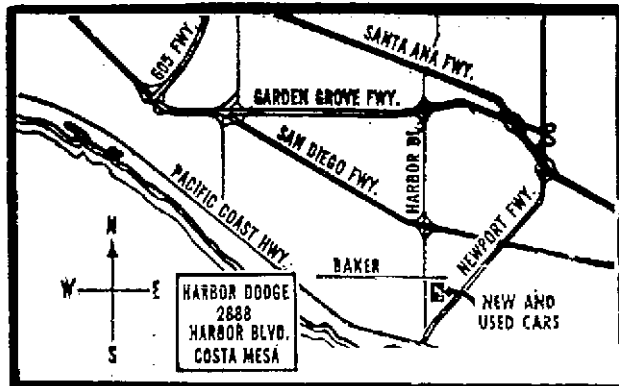 SANTA ANA FWY.
605 FWY.
GARDEN GROVE FWY.
SAN DIEGO FWY.
HARBOR BL.
PACIFIC COAST HWY.
NEWPORT FWY.
BAKER
N
W E
S
HARBOR DODGE
2888
HARBOR BLVD.
COSTA MESA
NEW AND
USED CARS